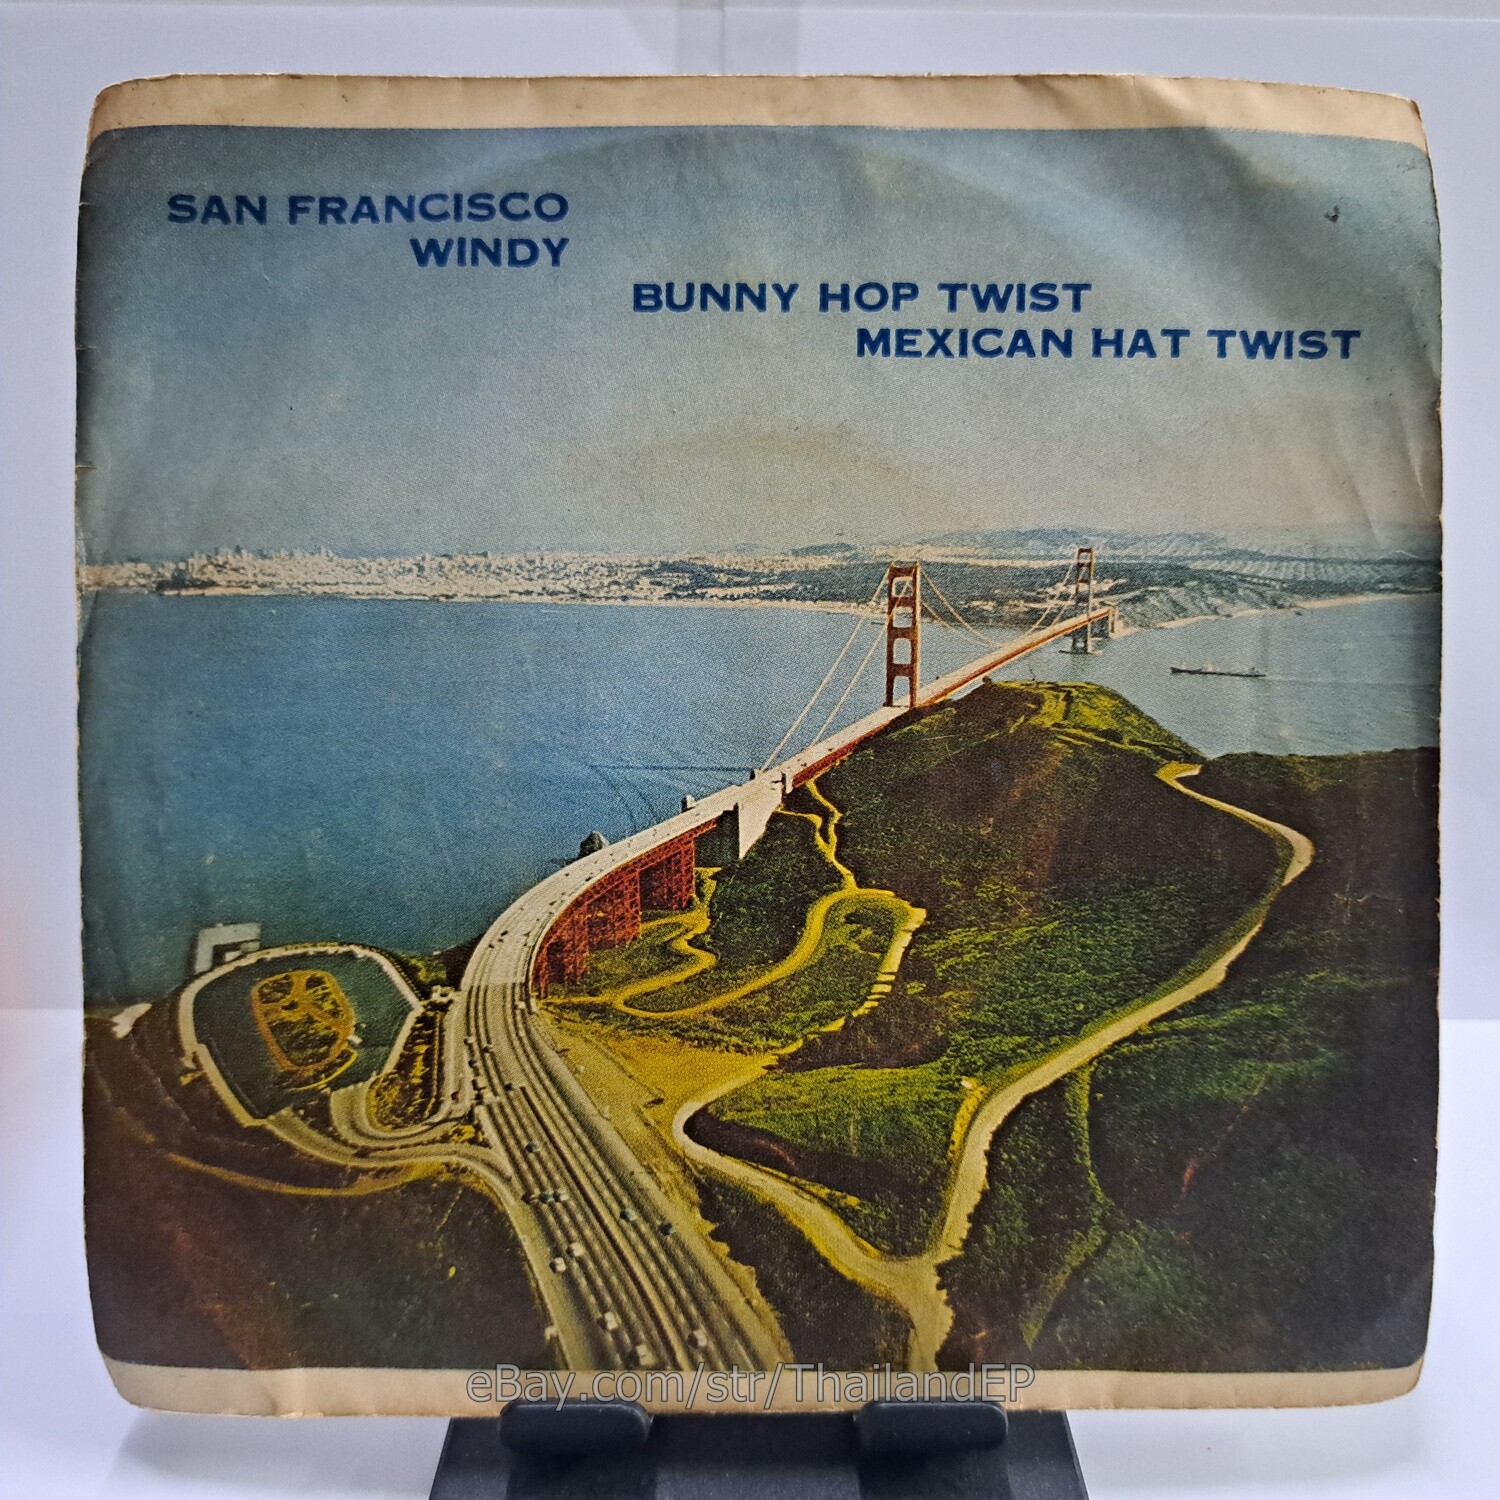 SAN FRANCISCO
WINDY
BUNNY HOP TWIST
MEXICAN HAT TWIST
eBay.com/str/ThailandEP